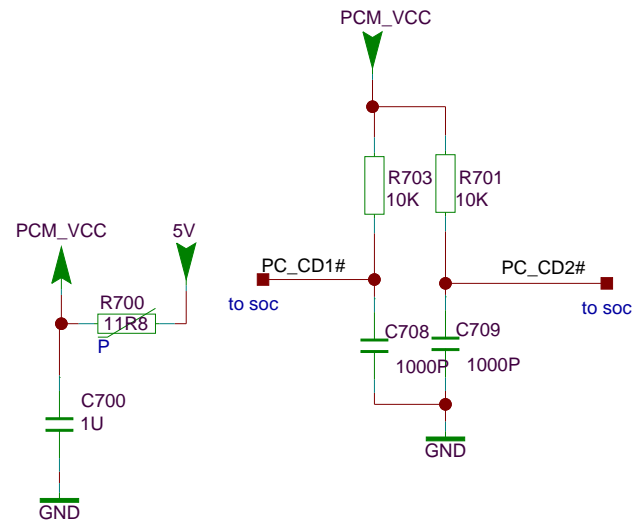 PCM_VCC
R703
10K
R701
10K
PCM_VCC
5V
PC_CD1#
PC_CD2#
to soc
to soc
R700
11R8
P
C708
1000P
C709
1000P
C700
1U
GND
GND